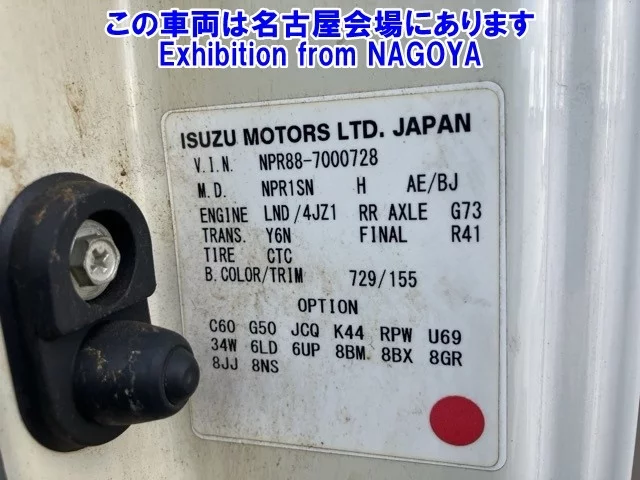 この車両は名古屋会場にあります
Exhibition from NAGOYA
ISUZU MOTORS LTD. JAPAN
V.I.N. NPR88-7000728
M.D. NPR1SN H AE/BJ
ENGINE LND/4JZ1 RR AXLE G73
TRANS. Y6N FINAL R41
TIRE CTC
B.COLOR/TRIM 729/155
OPTION
C60 G50 JCQ K44 RPW U69
34W 6LD 6UP 8BM 8BX 8GR
8JJ 8NS